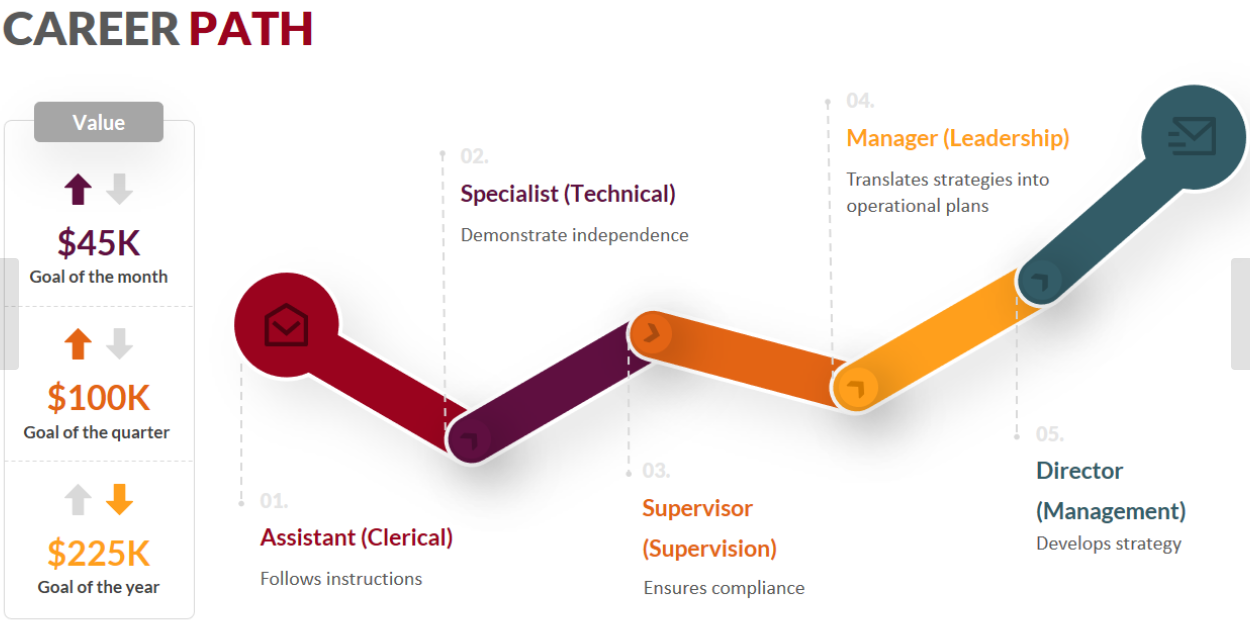 CAREER PATH
Value
$45K
Goal of the month
$100K
Goal of the quarter
$225K
Goal of the year
01.
Assistant (Clerical)
Follows instructions
02.
Specialist (Technical)
Demonstrate independence
03.
Supervisor
(Supervision)
Ensures compliance
04.
Manager (Leadership)
Translates strategies into
operational plans
05.
Director
(Management)
Develops strategy